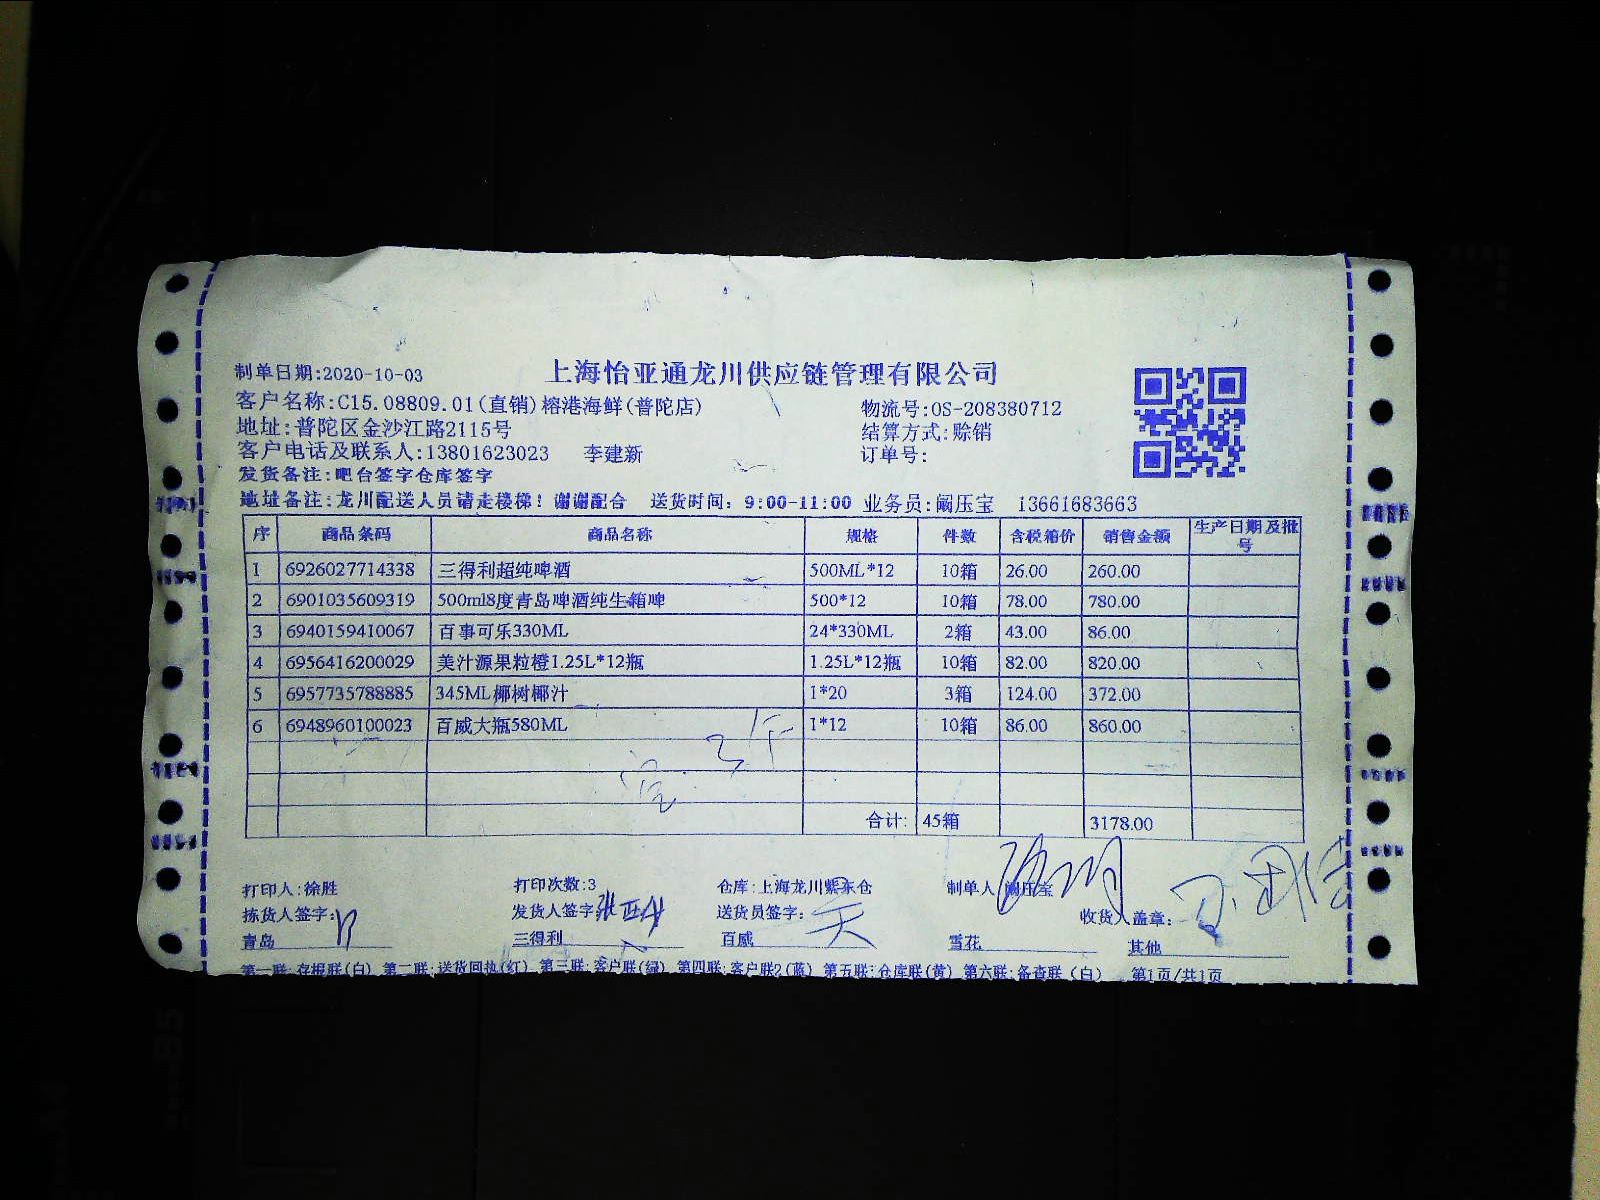 上海怡亚通龙川供应链管理有限公司
制单日期:2020-10-03
客户名称:C15.08809.01(直销)榕港海鲜(普陀店) 物流号:OS-208380712
地址:普陀区金沙江路2115号 结算方式:赊销
客户电话及联系人:13801623023 李建新 订单号:
发货备注:吧台签字仓库签字
地址备注:龙川配送人员请走楼梯！谢谢配合 送货时间：9:00-11:00 业务员:阚压宝 13661683663
序 商品条码 商品名称 规格 件数 含税箱价 销售金额 生产日期及批号
1 6926027714338 三得利超纯啤酒 500ML*12 10箱 26.00 260.00
2 6901035609319 500ml8度青岛啤酒纯生箱啤 500*12 10箱 78.00 780.00
3 6940159410067 百事可乐330ML 24*330ML 2箱 43.00 86.00
4 6956416200029 美汁源果粒橙1.25L*12瓶 1.25L*12瓶 10箱 82.00 820.00
5 6957735788885 345ML椰树椰汁 1*20 3箱 124.00 372.00
6 6948960100023 百威大瓶580ML 1*12 10箱 86.00 860.00
合计: 45箱 3178.00
打印人:徐胜 打印次数:3 仓库:上海龙川紫东仓 制单人 阚压宝
拣货人签字: 发货人签字: 送货员签字: 收货人盖章:
青岛 三得利 百威 雪花 其他
第一联:存根联(白) 第二联:送货回执(红) 第三联:客户联(绿) 第四联:客户联2(蓝) 第五联:仓库联(黄) 第六联:备查联（白） 第1页/共1页